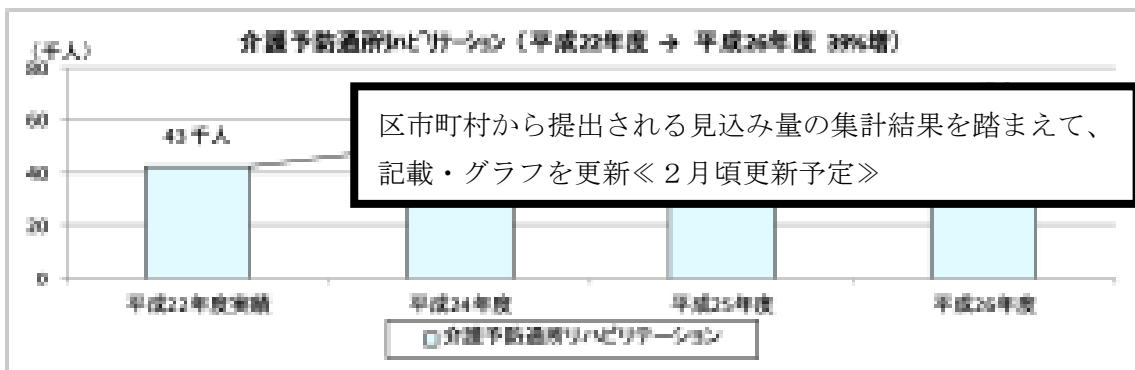 介護予防通所ﾘﾊﾋﾞﾘﾃｰｼｮﾝ（平成22年度 → 平成26年度 39%増）
（千人）
80
60
40
20
0
43千人
区市町村から提出される見込み量の集計結果を踏まえて、
記載・グラフを更新≪２月頃更新予定≫
平成22年度実績 平成24年度 平成25年度 平成26年度
介護予防通所リハビリテーション